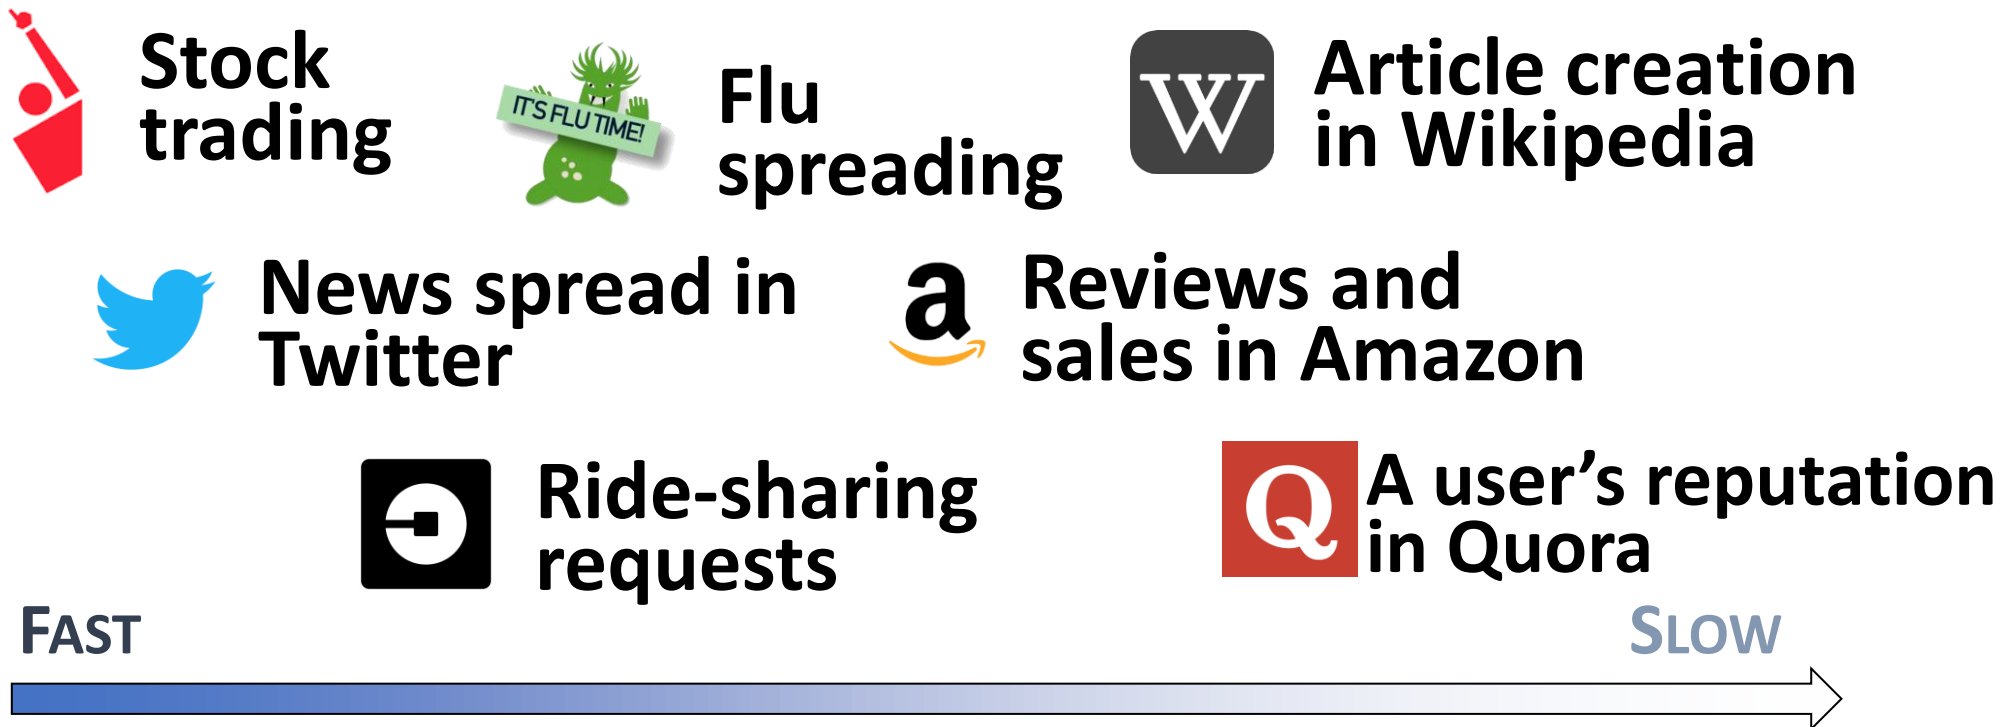 Stock
trading
IT'S FLU TIME!
Flu
spreading
W
Article creation
in Wikipedia
News spread in
Twitter
a
Reviews and
sales in Amazon
Ride-sharing
requests
Q
A user’s reputation
in Quora
FAST
SLOW